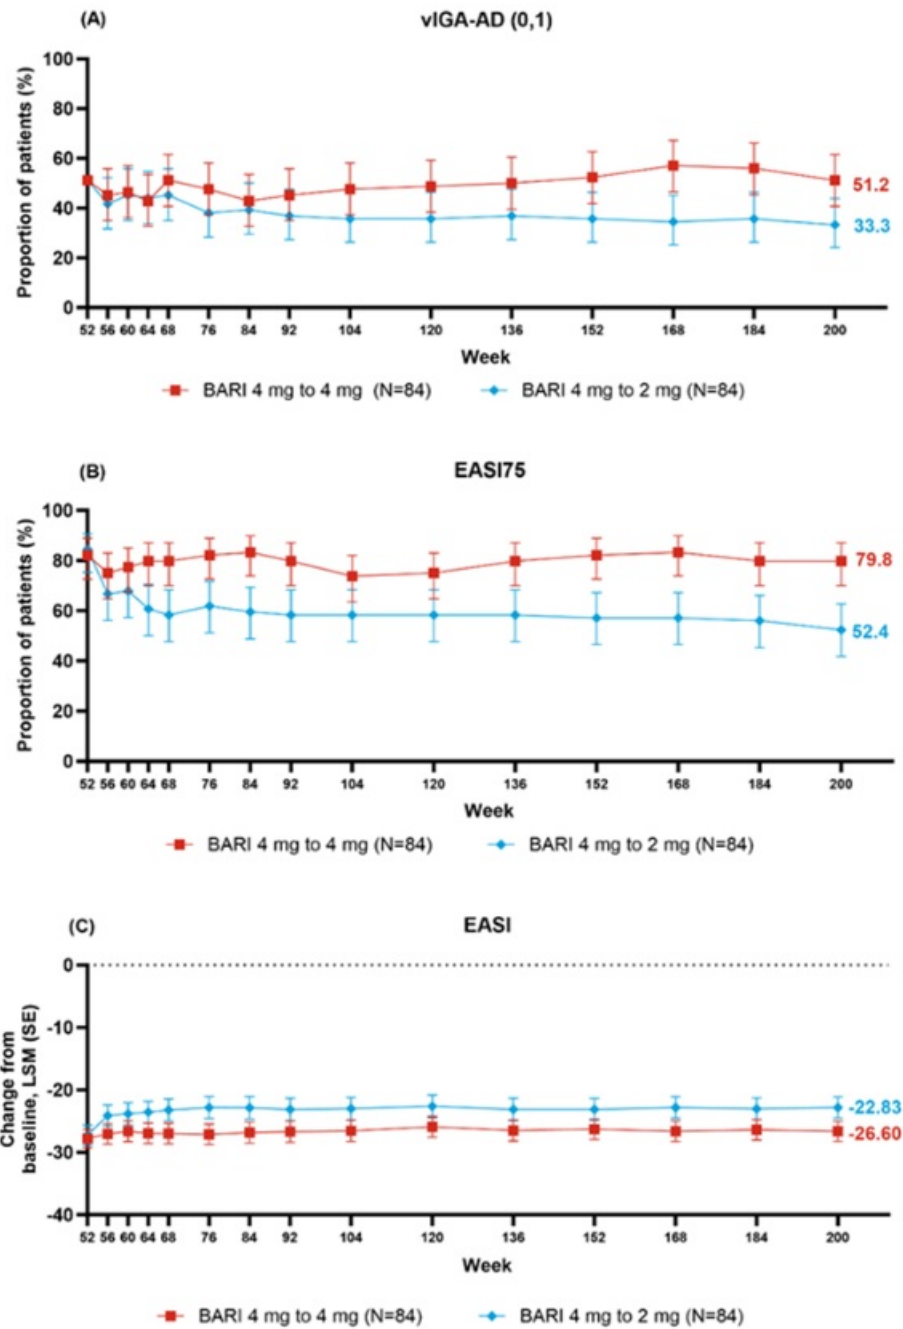 (A)
vIGA-AD (0,1)
Proportion of patients (%)
100
80
60
40
20
0
51.2
33.3
52 56 60 64 68 76 84 92 104 120 136 152 168 184 200
Week
BARI 4 mg to 4 mg (N=84) BARI 4 mg to 2 mg (N=84)
(B)
EASI75
Proportion of patients (%)
100
80
60
40
20
0
79.8
52.4
52 56 60 64 68 76 84 92 104 120 136 152 168 184 200
Week
BARI 4 mg to 4 mg (N=84) BARI 4 mg to 2 mg (N=84)
(C)
EASI
Change from
baseline, LSM (SE)
0
-10
-20
-30
-40
-22.83
-26.60
52 56 60 64 68 76 84 92 104 120 136 152 168 184 200
Week
BARI 4 mg to 4 mg (N=84) BARI 4 mg to 2 mg (N=84)